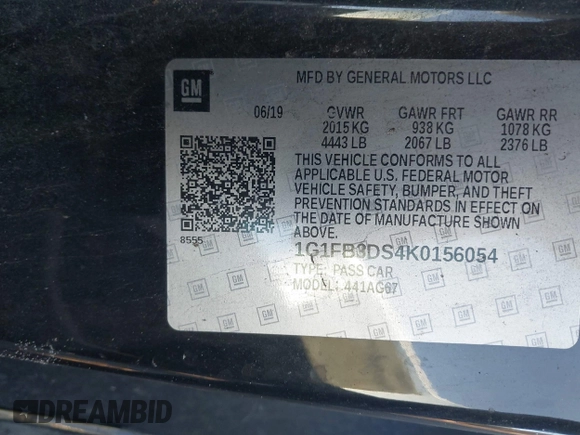 GM
MFD BY GENERAL MOTORS LLC
06/19 GVWR GAWR FRT GAWR RR
2015 KG 938 KG 1078 KG
4443 LB 2067 LB 2376 LB
THIS VEHICLE CONFORMS TO ALL
APPLICABLE U.S. FEDERAL MOTOR
VEHICLE SAFETY, BUMPER, AND THEFT
PREVENTION STANDARDS IN EFFECT ON
THE DATE OF MANUFACTURE SHOWN
ABOVE.
8555
1G1FB3DS4K0156054
TYPE: PASS CAR
MODEL: 441AG67
DREAMBID